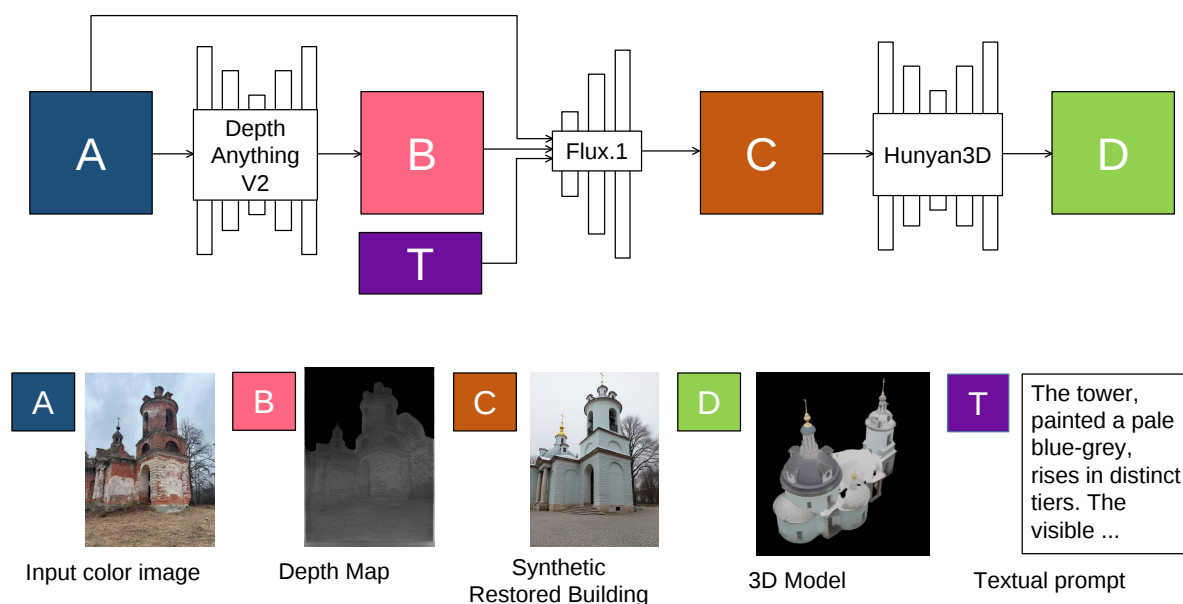 A
Depth
Anything
V2
B
T
Flux.1
C
Hunyan3D
D
A
B
C
D
T
The tower,
painted a pale
blue-grey,
rises in distinct
tiers. The
visible ...
Input color image
Depth Map
Synthetic
Restored Building
3D Model
Textual prompt